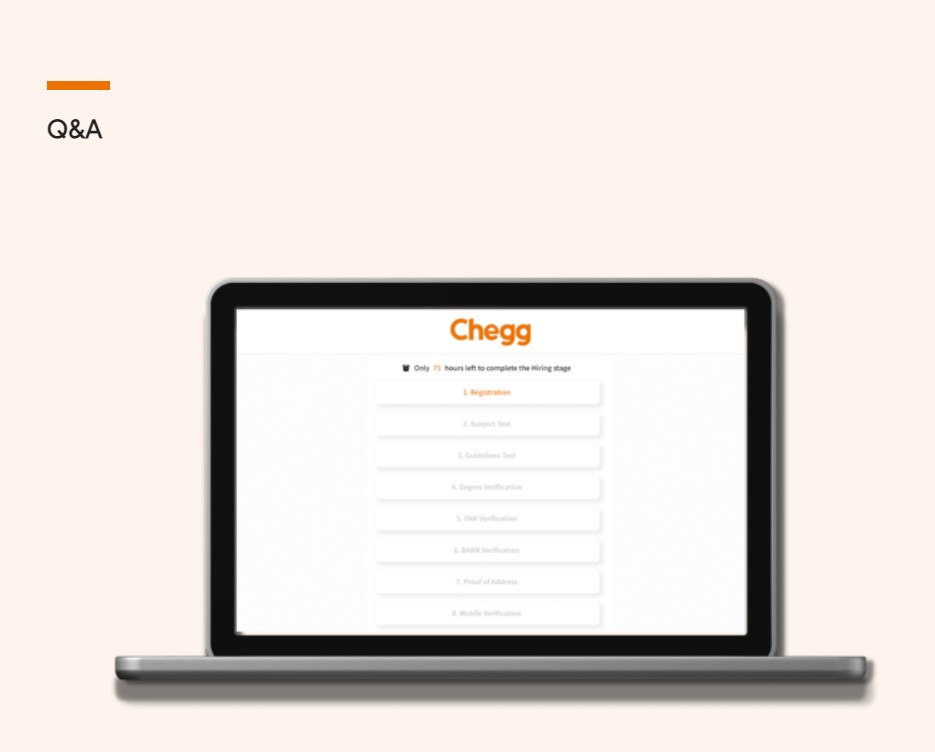 Q&A
Chegg
Only 71 hours left to complete the Hiring stage
1. Registration
2. Subject Test
3. Guidelines Test
4. Degree Verification
5. PAN Verification
6. BANK Verification
7. Proof of Address
8. Mobile Verification